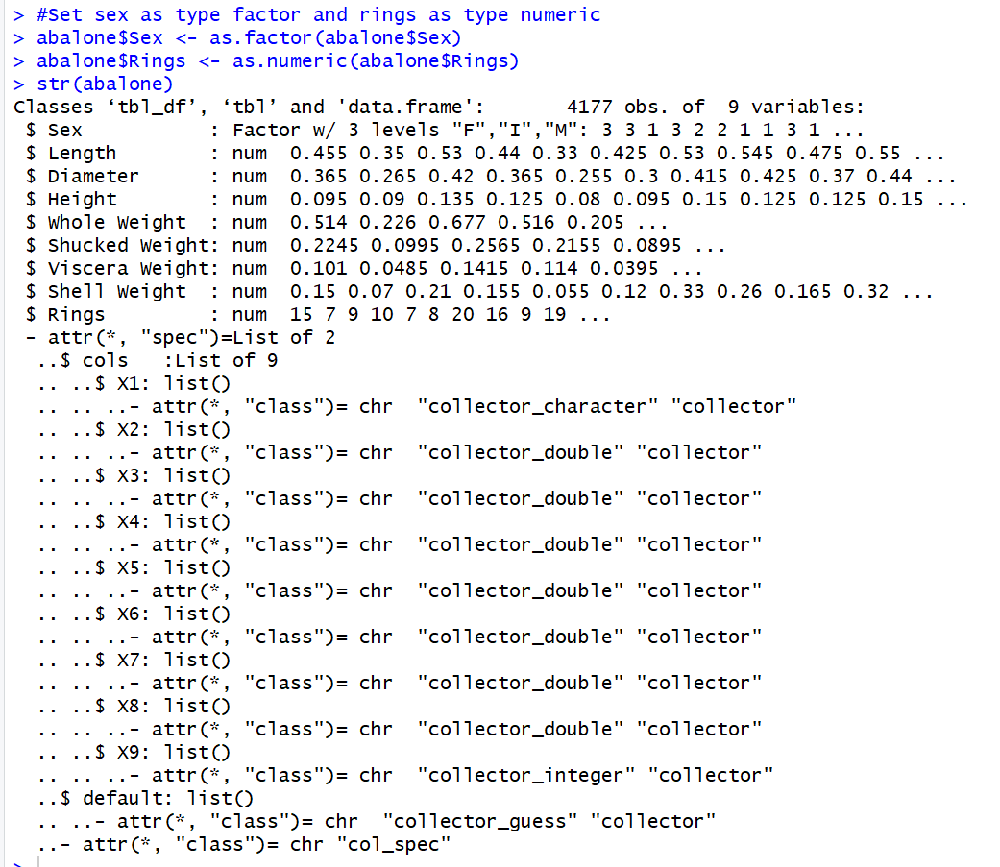 > #Set sex as type factor and rings as type numeric
> abalone$Sex <- as.factor(abalone$Sex)
> abalone$Rings <- as.numeric(abalone$Rings)
> str(abalone)
Classes ‘tbl_df’, ‘tbl’ and 'data.frame':       4177 obs. of  9 variables:
 $ Sex           : Factor w/ 3 levels "F","I","M": 3 3 1 3 2 2 1 1 3 1 ...
 $ Length        : num  0.455 0.35 0.53 0.44 0.33 0.425 0.53 0.545 0.475 0.55 ...
 $ Diameter      : num  0.365 0.265 0.42 0.365 0.255 0.3 0.415 0.425 0.37 0.44 ...
 $ Height        : num  0.095 0.09 0.135 0.125 0.08 0.095 0.15 0.125 0.125 0.15 ...
 $ Whole Weight  : num  0.514 0.226 0.677 0.516 0.205 ...
 $ Shucked Weight: num  0.2245 0.0995 0.2565 0.2155 0.0895 ...
 $ Viscera Weight: num  0.101 0.0485 0.1415 0.114 0.0395 ...
 $ Shell Weight  : num  0.15 0.07 0.21 0.155 0.055 0.12 0.33 0.26 0.165 0.32 ...
 $ Rings         : num  15 7 9 10 7 8 20 16 9 19 ...
 - attr(*, "spec")=List of 2
  ..$ cols   :List of 9
  .. ..$ X1: list()
  .. .. ..- attr(*, "class")= chr  "collector_character" "collector"
  .. ..$ X2: list()
  .. .. ..- attr(*, "class")= chr  "collector_double" "collector"
  .. ..$ X3: list()
  .. .. ..- attr(*, "class")= chr  "collector_double" "collector"
  .. ..$ X4: list()
  .. .. ..- attr(*, "class")= chr  "collector_double" "collector"
  .. ..$ X5: list()
  .. .. ..- attr(*, "class")= chr  "collector_double" "collector"
  .. ..$ X6: list()
  .. .. ..- attr(*, "class")= chr  "collector_double" "collector"
  .. ..$ X7: list()
  .. .. ..- attr(*, "class")= chr  "collector_double" "collector"
  .. ..$ X8: list()
  .. .. ..- attr(*, "class")= chr  "collector_double" "collector"
  .. ..$ X9: list()
  .. .. ..- attr(*, "class")= chr  "collector_integer" "collector"
  ..$ default: list()
  .. ..- attr(*, "class")= chr  "collector_guess" "collector"
  ..- attr(*, "class")= chr "col_spec"
>